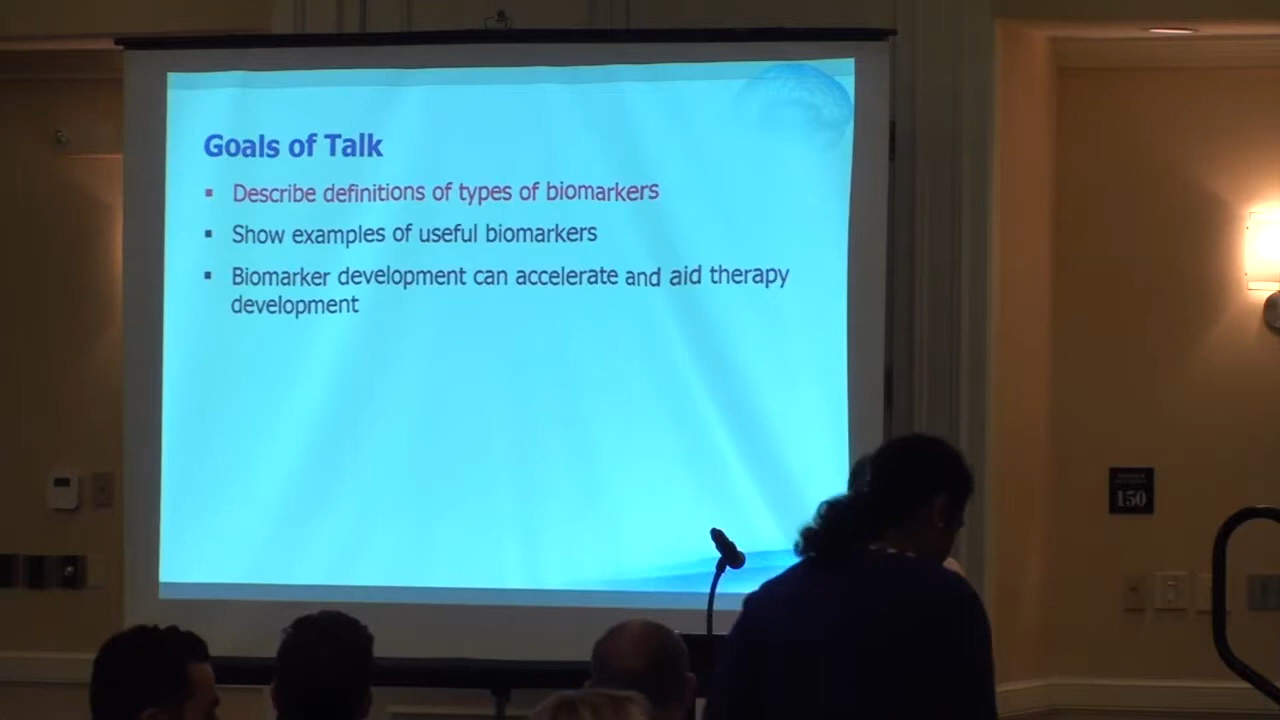 Goals of Talk
▪ Describe definitions of types of biomarkers
▪ Show examples of useful biomarkers
▪ Biomarker development can accelerate and aid therapy
development
150